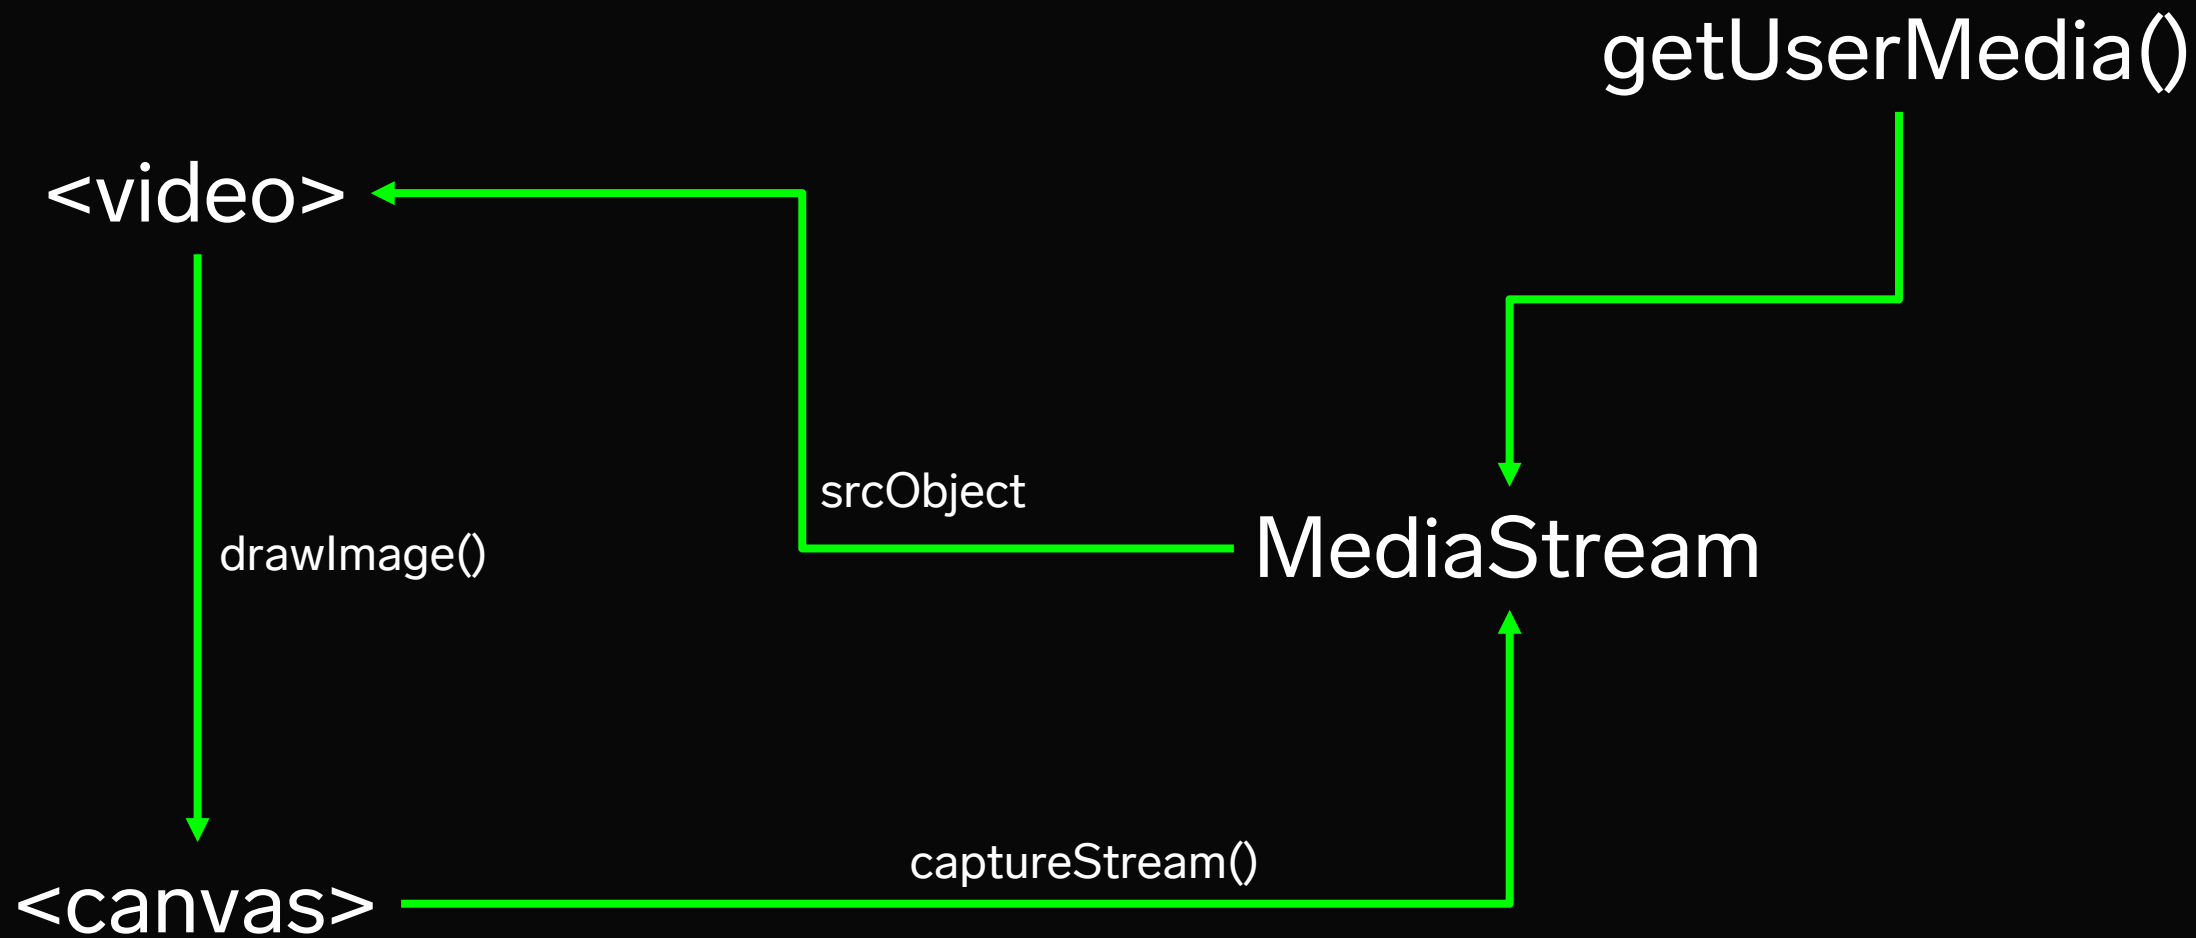 getUserMedia()
<video>
srcObject
MediaStream
drawImage()
captureStream()
<canvas>